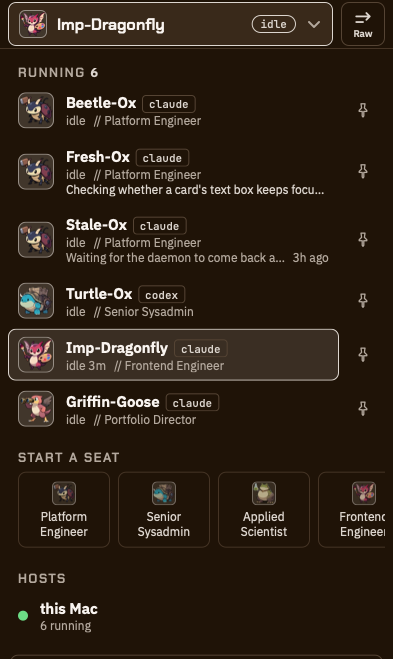 Imp-Dragonfly idle
Raw
RUNNING 6
Beetle-Ox claude
idle // Platform Engineer
Fresh-Ox claude
idle // Platform Engineer
Checking whether a card's text box keeps focu...
Stale-Ox claude
idle // Platform Engineer
Waiting for the daemon to come back a... 3h ago
Turtle-Ox codex
idle // Senior Sysadmin
Imp-Dragonfly claude
idle 3m // Frontend Engineer
Griffin-Goose claude
idle // Portfolio Director
START A SEAT
Platform
Engineer
Senior
Sysadmin
Applied
Scientist
Frontend
Engineer
HOSTS
this Mac
6 running